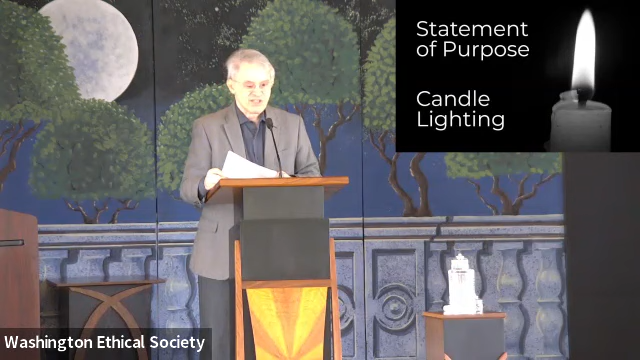 Statement
of Purpose
Candle
Lighting
Washington Ethical Society